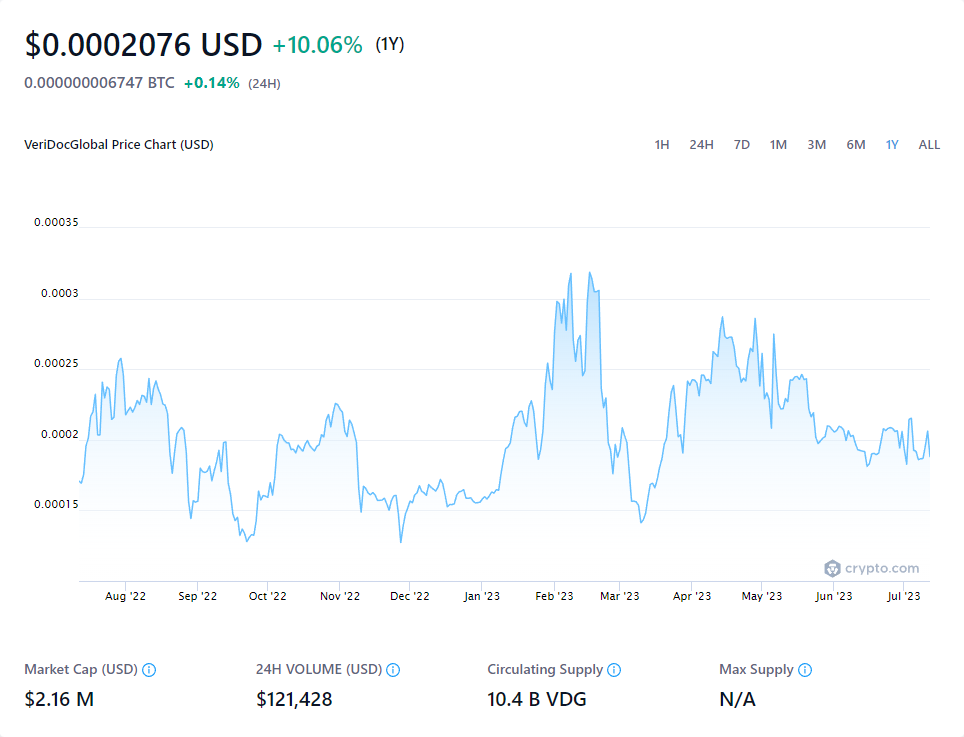 $0.0002076 USD +10.06% (1Y)
0.000000006747 BTC +0.14% (24H)
VeriDocGlobal Price Chart (USD) 1H 24H 7D 1M 3M 6M 1Y ALL
0.00035
0.0003
0.00025
0.0002
0.00015
crypto.com
Aug '22 Sep '22 Oct '22 Nov '22 Dec '22 Jan '23 Feb '23 Mar '23 Apr '23 May '23 Jun '23 Jul '23
Market Cap (USD) 24H VOLUME (USD) Circulating Supply Max Supply
$2.16 M $121,428 10.4 B VDG N/A